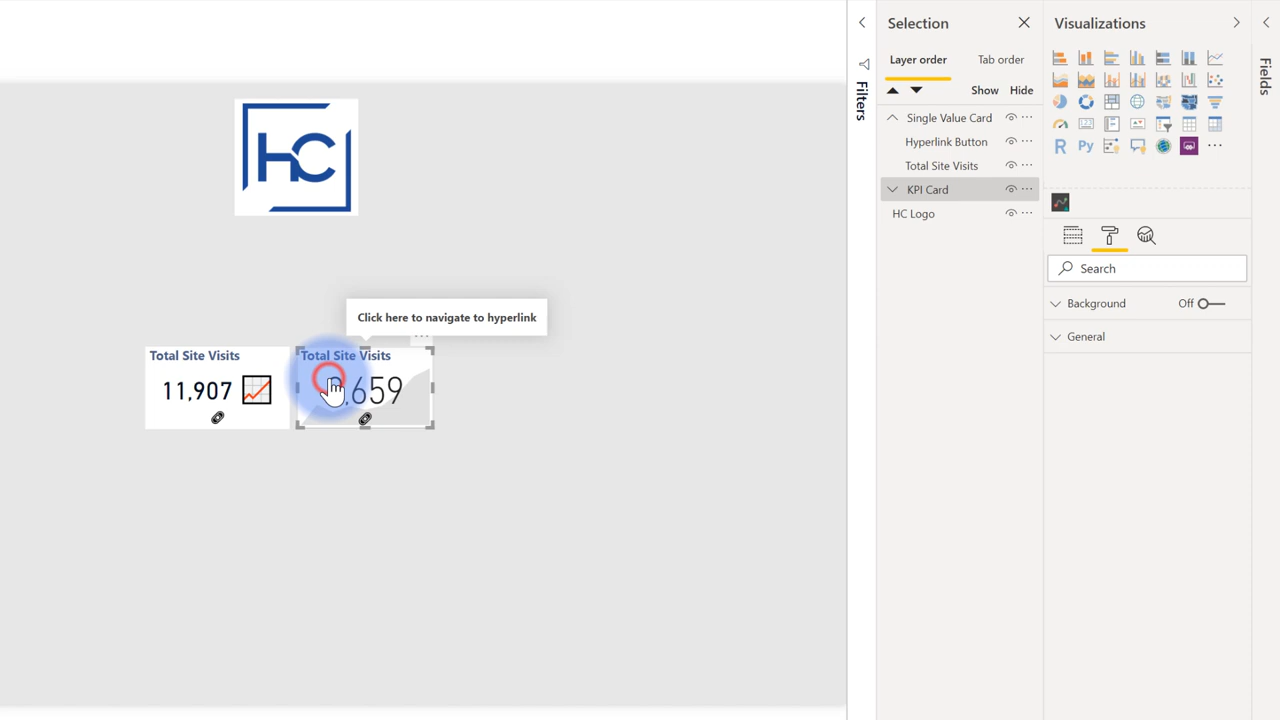 hc
Click here to navigate to hyperlink
Total Site Visits
11,907
Total Site Visits
,659
Filters
Selection
Layer order
Tab order
Show
Hide
Single Value Card
Hyperlink Button
Total Site Visits
KPI Card
HC Logo
Visualizations
R
Py
Search
Background
Off
General
Fields